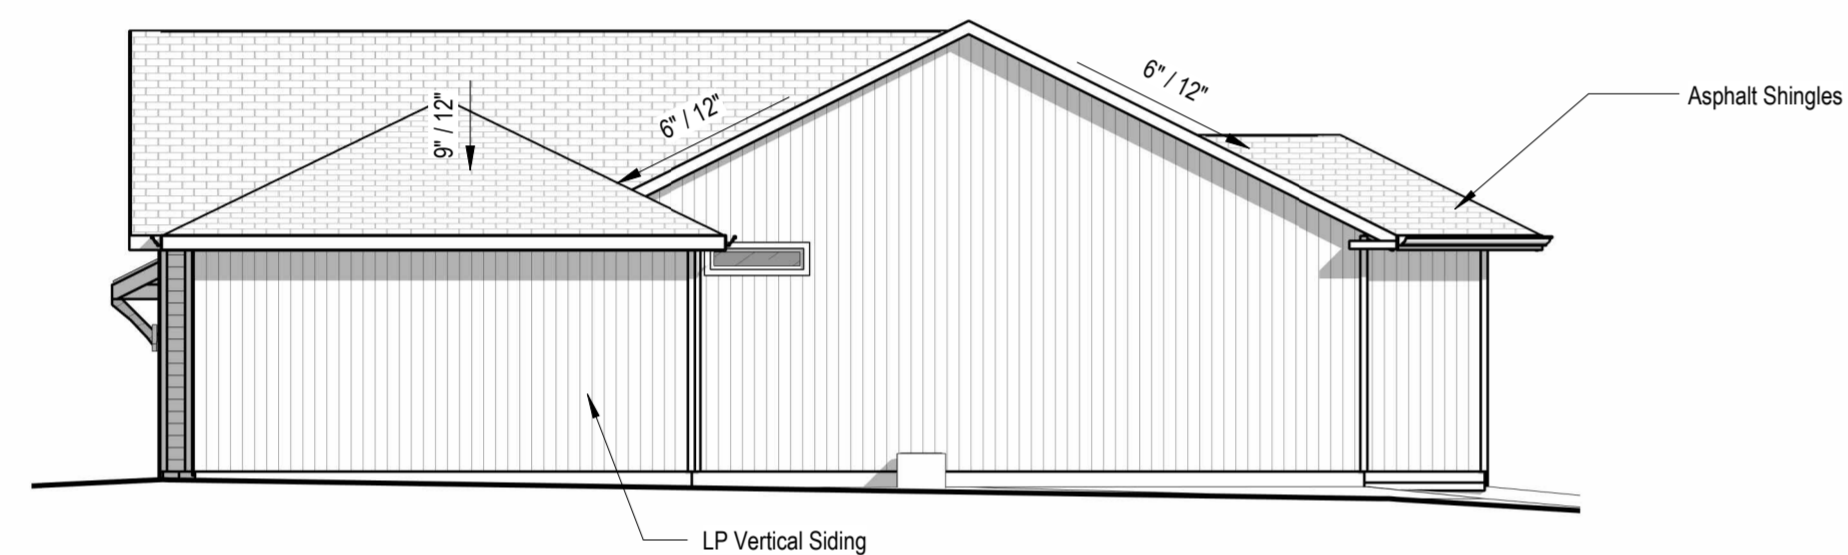 9" / 12"
6" / 12"
6" / 12"
Asphalt Shingles
LP Vertical Siding